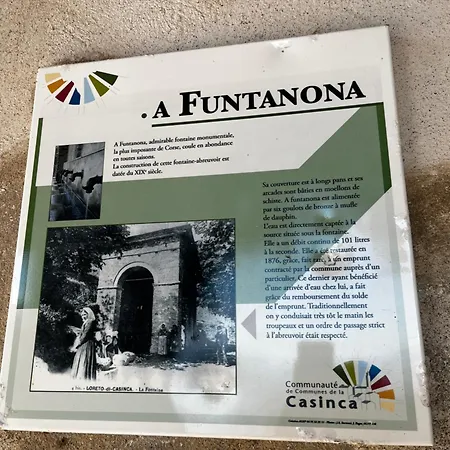 .A FUNTANONA
A Funtanona, admirable fontaine monumentale,
la plus imposante de Corse, coule en abondance
en toutes saisons.
La construction de cette fontaine-abreuvoir est
datée du XIXe siècle.
Sa couverture est à longs pans et ses
arcades sont bâties en moellons de
schiste. A funtanona est alimentée
par six goulots de bronze à mufle
de dauphin.
L'eau est directement captée à la
source située sous la fontaine.
Elle a un débit continu de 101 litres
à la seconde. Elle a été restaurée en
1876, grâce, fait rare, à un emprunt
contracté par la commune auprès d'un
particulier. Ce dernier ayant bénéficié
d'une arrivée d'eau chez lui, a fait
grâce du remboursement du solde
de l'emprunt. Traditionnellement
on y conduisait très tôt le matin les
troupeaux et un ordre de passage strict
à l'abreuvoir était respecté.
LORETO-di-CASINCA. - La Fontaine
Communauté
de Communes de la
Casinca